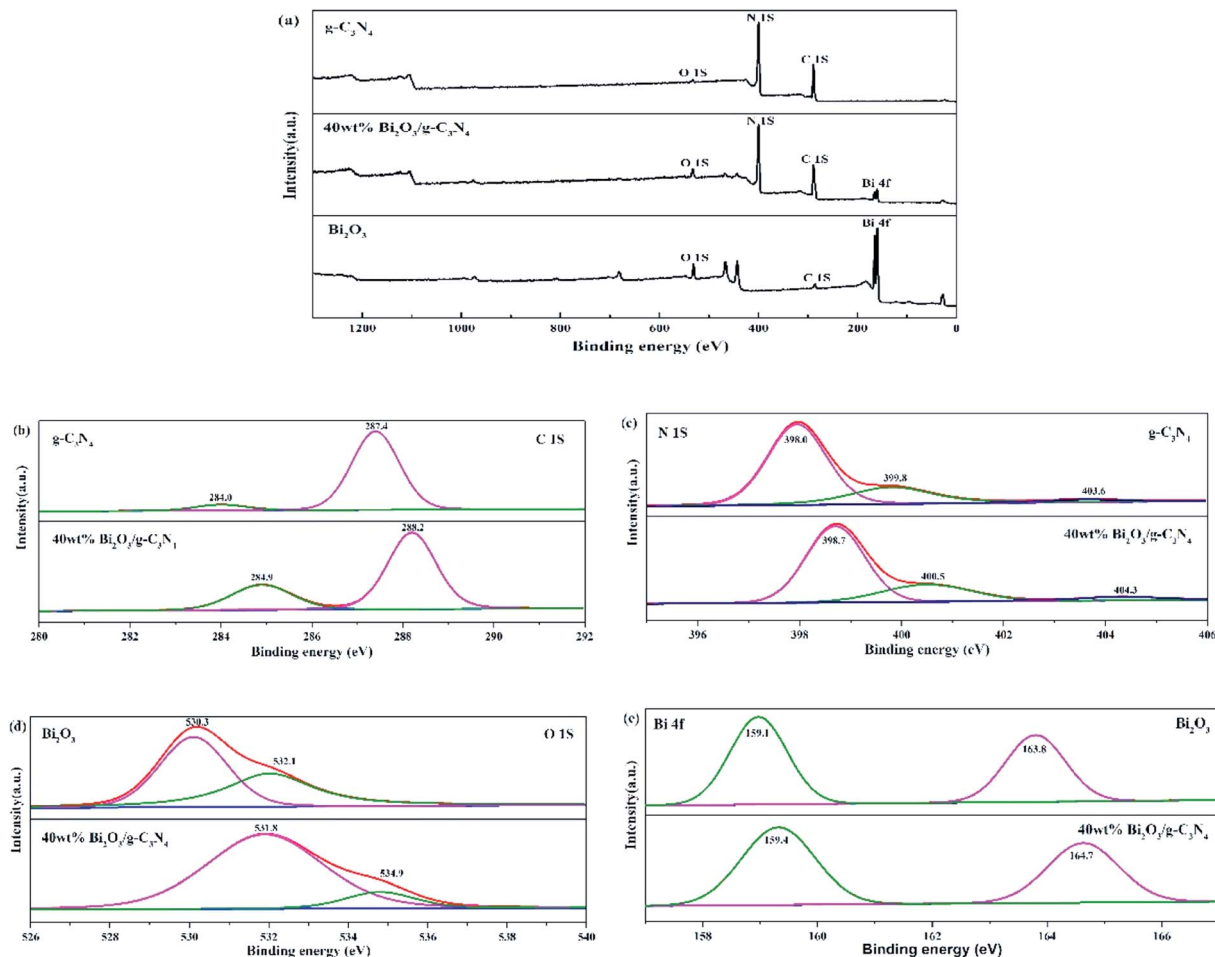 (a)
g-C₃N₄
N 1S
O 1S
C 1S
40wt% Bi₂O₃/g-C₃N₄
N 1S
O 1S
C 1S
Bi 4f
Bi₂O₃
Bi 4f
O 1S
C 1S
Intensity(a.u.)
1200 1000 800 600 400 200 0
Binding energy (eV)
(b)
g-C₃N₄
C 1S
287.4
284.0
40wt% Bi₂O₃/g-C₃N₄
288.2
284.9
Intensity(a.u.)
280 282 284 286 288 290 292
Binding energy (eV)
(c)
N 1S
g-C₃N₄
398.0
399.8
403.6
40wt% Bi₂O₃/g-C₃N₄
398.7
400.5
404.3
Intensity(a.u.)
396 398 400 402 404 406
Binding energy (eV)
(d)
Bi₂O₃
O 1S
530.3
532.1
40wt% Bi₂O₃/g-C₃N₄
531.8
534.9
Intensity(a.u.)
526 528 530 532 534 536 538 540
Binding energy (eV)
(e)
Bi 4f
Bi₂O₃
159.1
163.8
40wt% Bi₂O₃/g-C₃N₄
159.4
164.7
Intensity(a.u.)
158 160 162 164 166
Binding energy (eV)